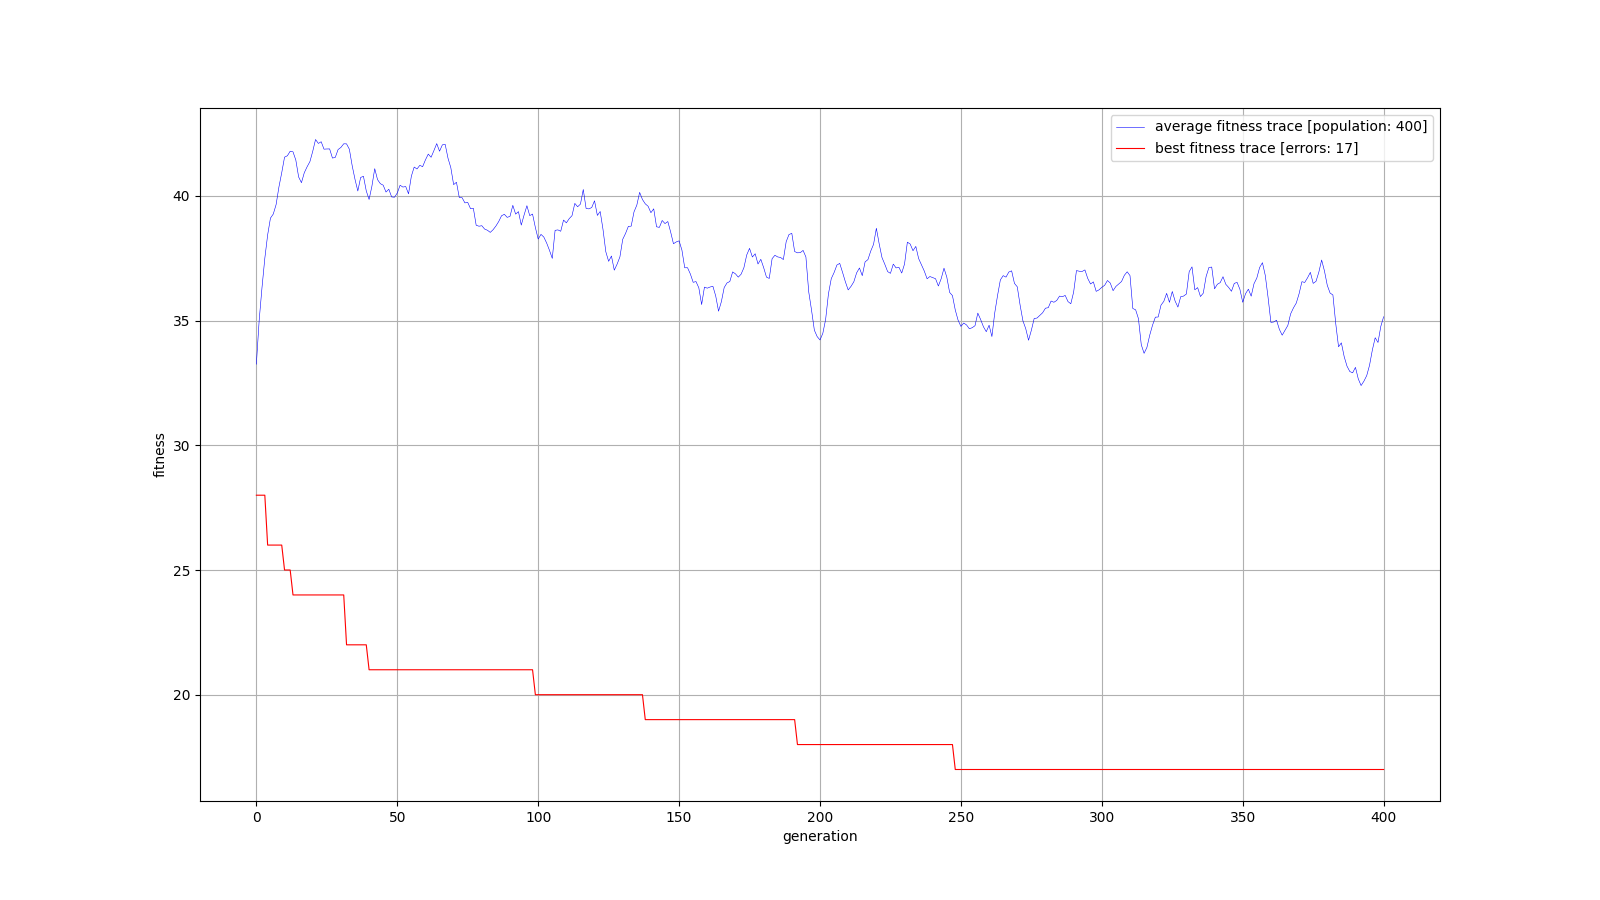 average fitness trace [population: 400]
best fitness trace [errors: 17]
40
35
30
25
20
fitness
0 50 100 150 200 250 300 350 400
generation